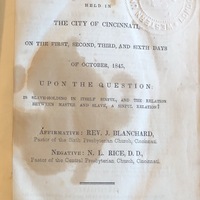 HELD IN
THE CITY OF CINCINNATI,
ON THE FIRST, SECOND, THIRD, AND SIXTH DAYS
OF OCTOBER, 1845,
UPON THE QUESTION:
IS SLAVE-HOLDING IN ITSELF SINFUL, AND THE RELATION
BETWEEN MASTER AND SLAVE, A SINFUL RELATION?
AFFIRMATIVE: REV. J. BLANCHARD,
Pastor of the Sixth Presbyterian Church, Cincinnati.
NEGATIVE: N. L. RICE, D.D.,
Pastor of the Central Presbyterian Church, Cincinnati.